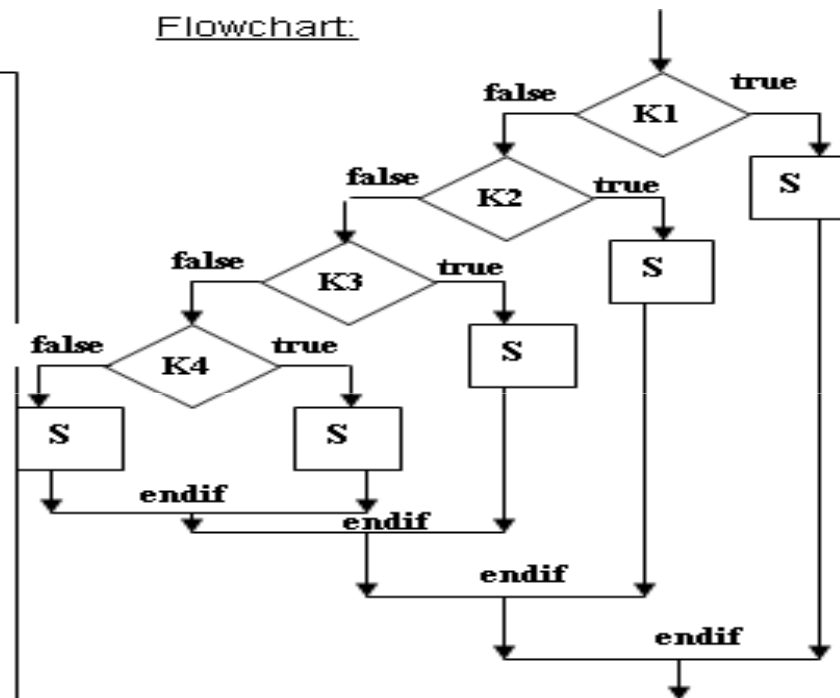 Flowchart:
true
false
K1
false
true
K2
S
false
true
K3
S
false
true
K4
S
S
S
endif
endif
endif
endif